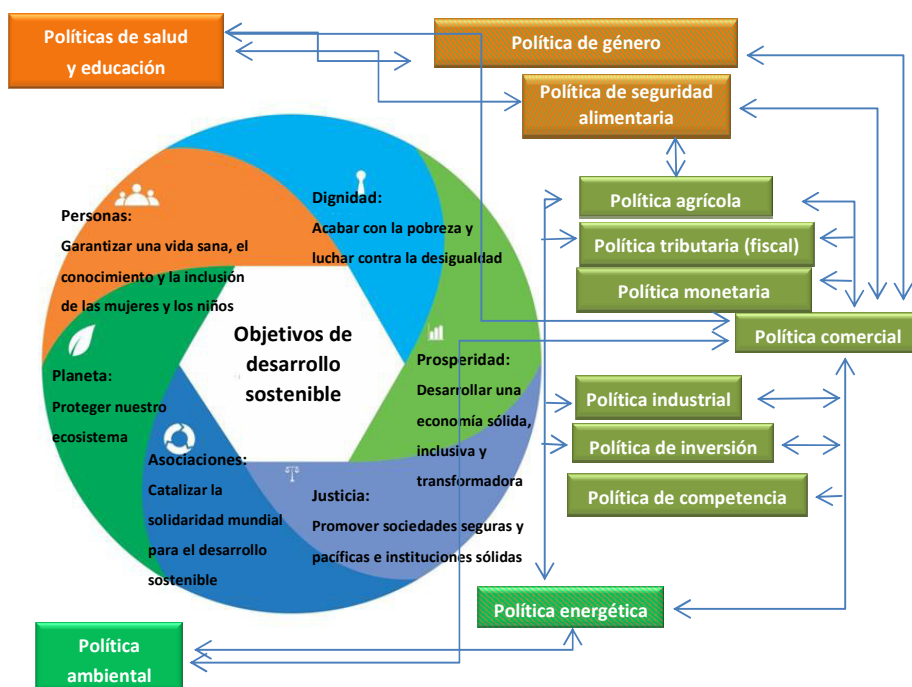 Políticas de salud
y educación
Política de género
Política de seguridad
alimentaria
Política agrícola
Política tributaria (fiscal)
Política monetaria
Política comercial
Política industrial
Política de inversión
Política de competencia
Política energética
Política
ambiental
Objetivos de
desarrollo
sostenible
Dignidad:
Acabar con la pobreza y
luchar contra la desigualdad
Personas:
Garantizar una vida sana, el
conocimiento y la inclusión
de las mujeres y los niños
Planeta:
Proteger nuestro
ecosistema
Prosperidad:
Desarrollar una
economía sólida,
inclusiva y
transformadora
Asociaciones:
Catalizar la
solidaridad mundial
para el desarrollo
sostenible
Justicia:
Promover sociedades seguras y
pacíficas e instituciones sólidas